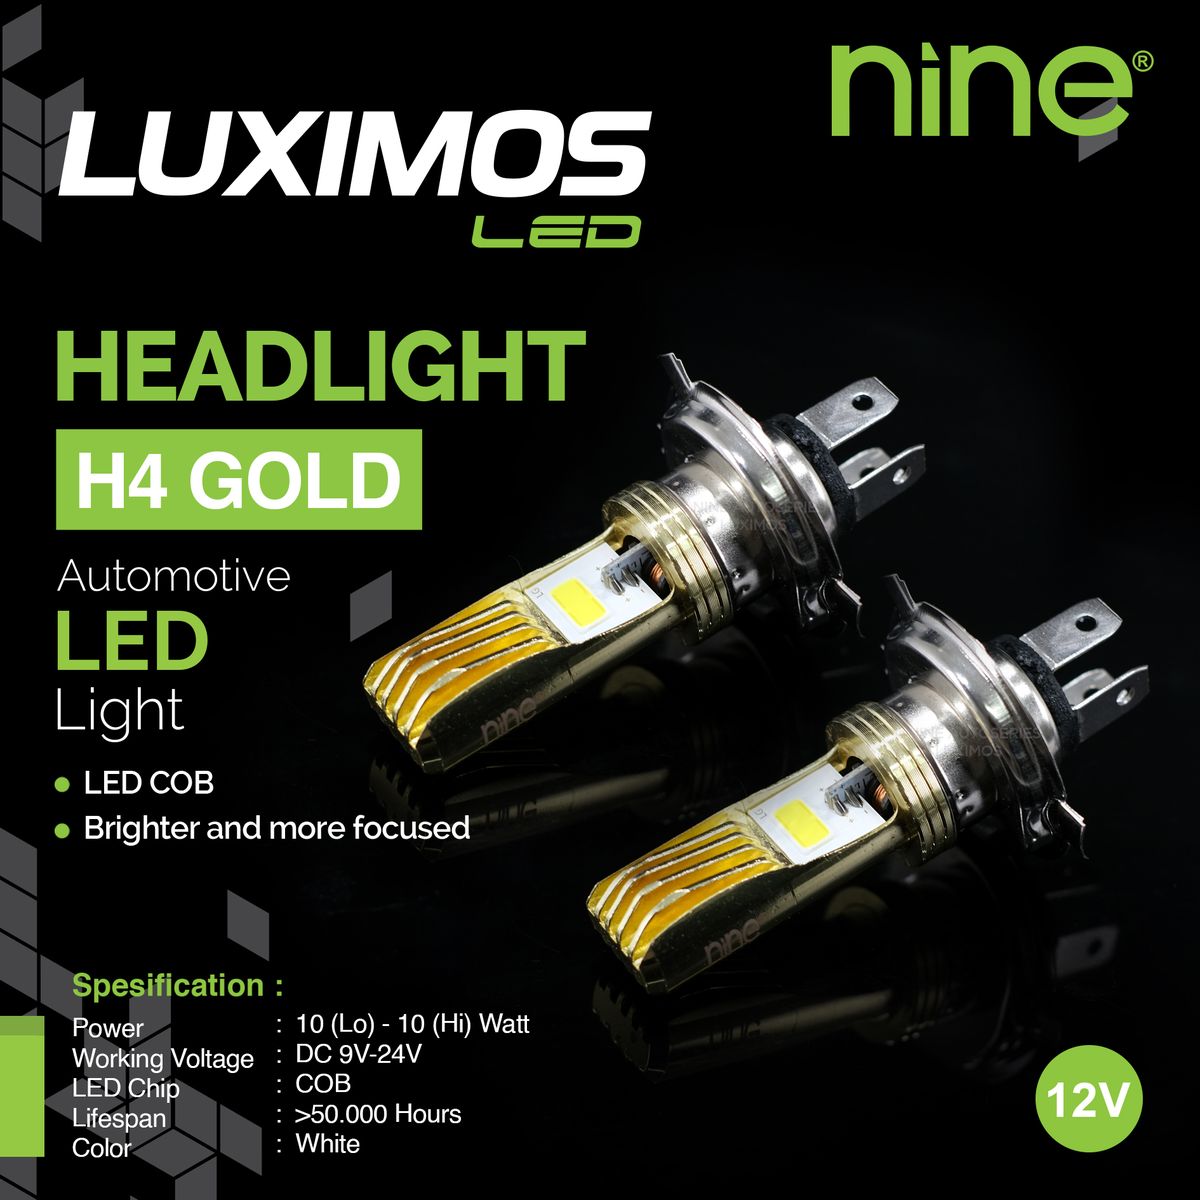 nine®
LUXIMOS
LED
HEADLIGHT
H4 GOLD
Automotive
LED
Light
LED COB
Brighter and more focused
nine
nine
Spesification :
Power : 10 (Lo) - 10 (Hi) Watt
Working Voltage : DC 9V-24V
LED Chip : COB
Lifespan : >50.000 Hours
Color : White
12V